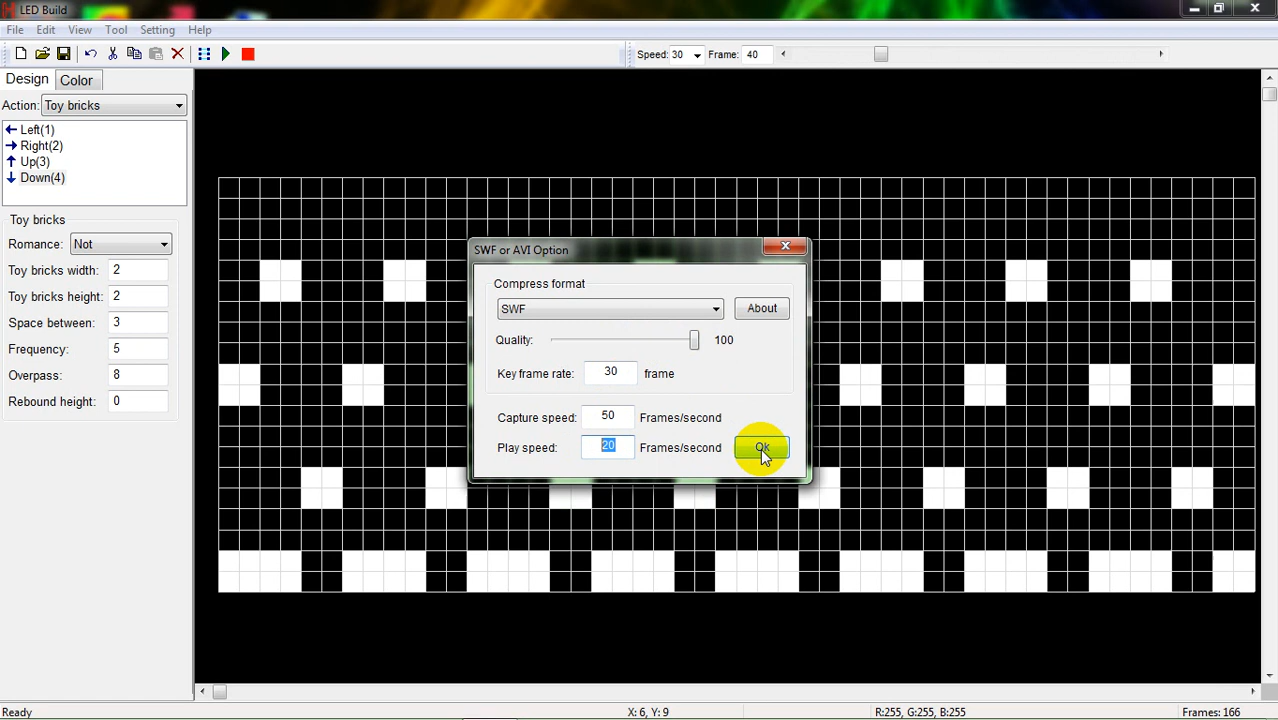 LED Build
File Edit View Tool Setting Help
Speed: 30 Frame: 40
Design Color
Action: Toy bricks
Left(1)
Right(2)
Up(3)
Down(4)
Toy bricks
Romance: Not
Toy bricks width: 2
Toy bricks height: 2
Space between: 3
Frequency: 5
Overpass: 8
Rebound height: 0
SWF or AVI Option
Compress format
SWF About
Quality: 100
Key frame rate: 30 frame
Capture speed: 50 Frames/second
Play speed: 20 Frames/second Ok
Ready X: 6, Y: 9 R:255, G:255, B:255 Frames: 166